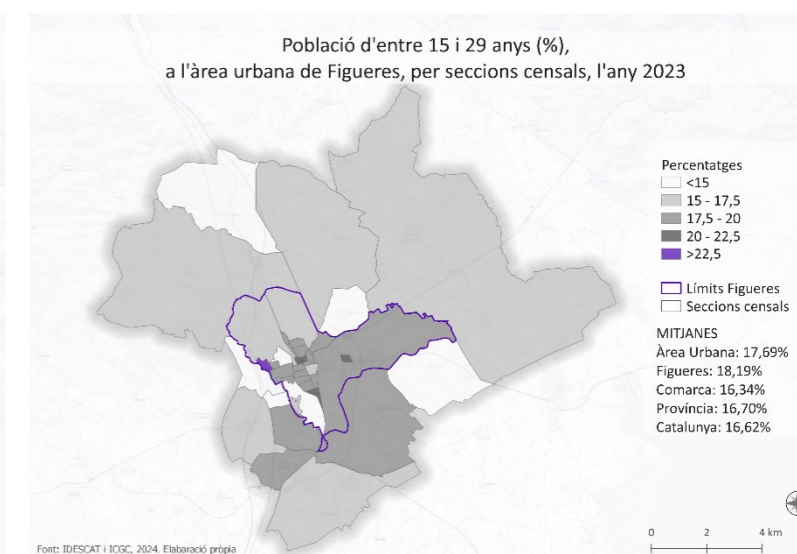 Població d'entre 15 i 29 anys (%),
a l'àrea urbana de Figueres, per seccions censals, l'any 2023
Percentatges
<15
15 - 17,5
17,5 - 20
20 - 22,5
>22,5
Límits Figueres
Seccions censals
MITJANES
Àrea Urbana: 17,69%
Figueres: 18,19%
Comarca: 16,34%
Província: 16,70%
Catalunya: 16,62%
0 2 4 km
Font: IDESCAT i ICGC, 2024. Elabaració pròpia